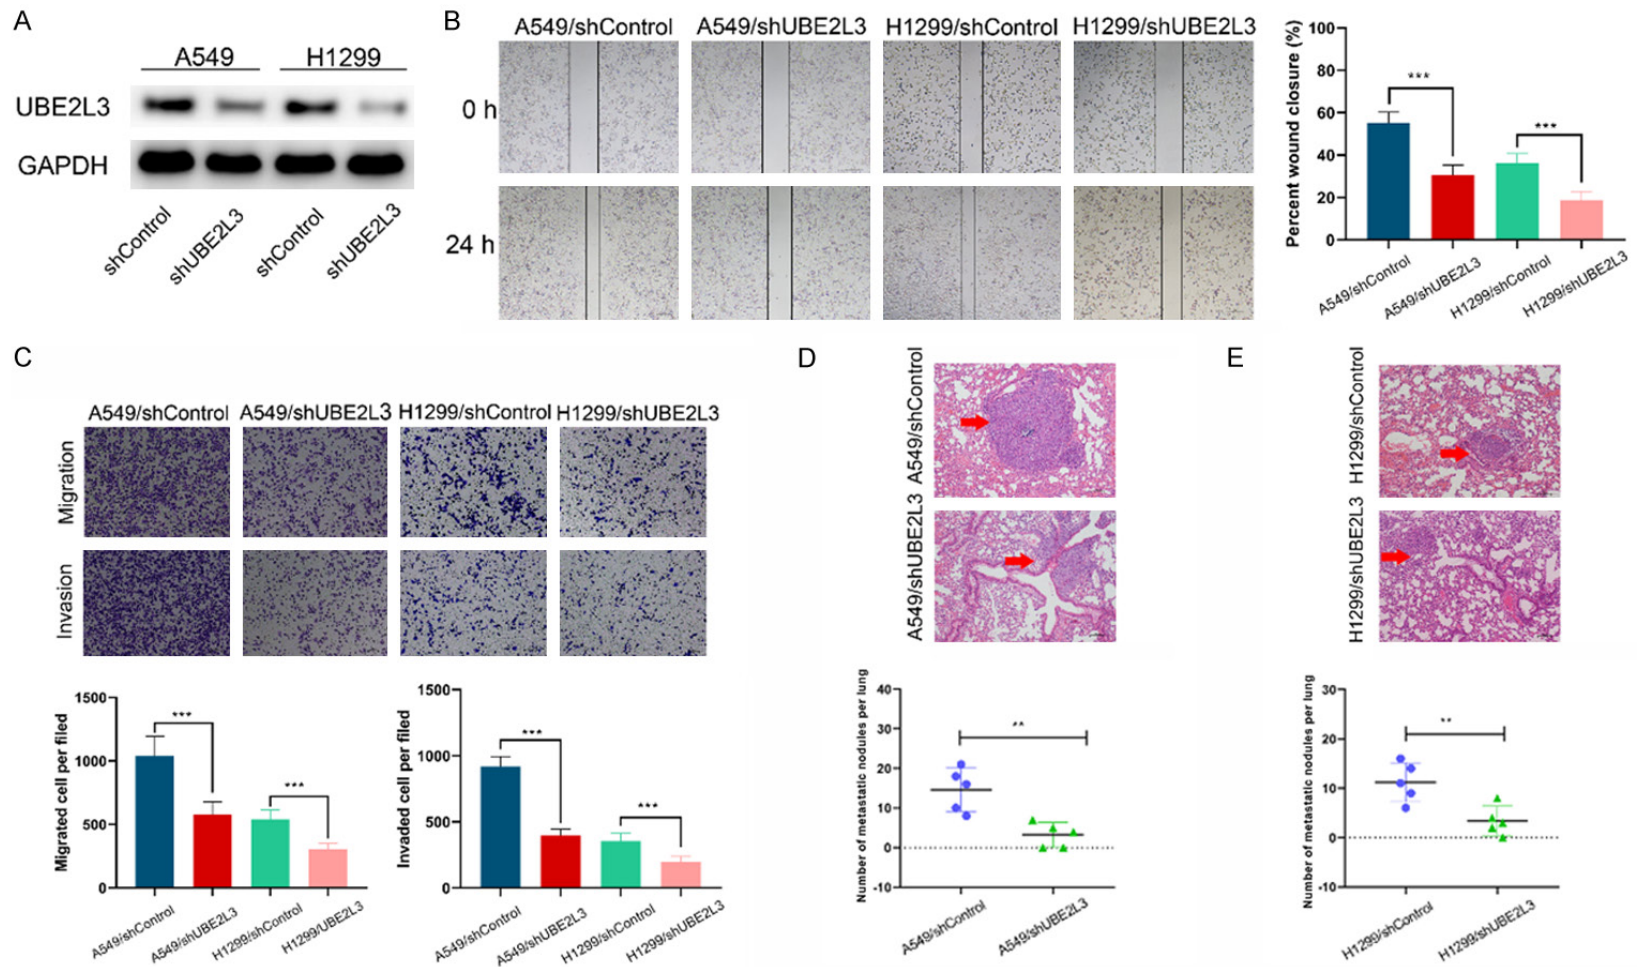 A
A549
H1299
UBE2L3
GAPDH
shControl
shUBE2L3
shControl
shUBE2L3
B
A549/shControl
A549/shUBE2L3
H1299/shControl
H1299/shUBE2L3
0 h
24 h
Percent wound closure (%)
100
80
60
40
20
0
***
***
A549/shControl
A549/shUBE2L3
H1299/shControl
H1299/shUBE2L3
C
A549/shControl
A549/shUBE2L3
H1299/shControl
H1299/shUBE2L3
Migration
Invasion
Migrated cell per filed
1500
1000
500
0
***
***
A549/shControl
A549/shUBE2L3
H1299/shControl
H1299/UBE2L3
Invaded cell per filed
1500
1000
500
0
***
***
A549/shControl
A549/shUBE2L3
H1299/shControl
H1299/shUBE2L3
D
A549/shControl
A549/shUBE2L3
Number of metastatic nodules per lung
40
30
20
10
0
-10
**
A549/shControl
A549/shUBE2L3
E
H1299/shControl
H1299/shUBE2L3
Number of metastatic nodules per lung
30
20
10
0
-10
**
H1299/shControl
H1299/shUBE2L3